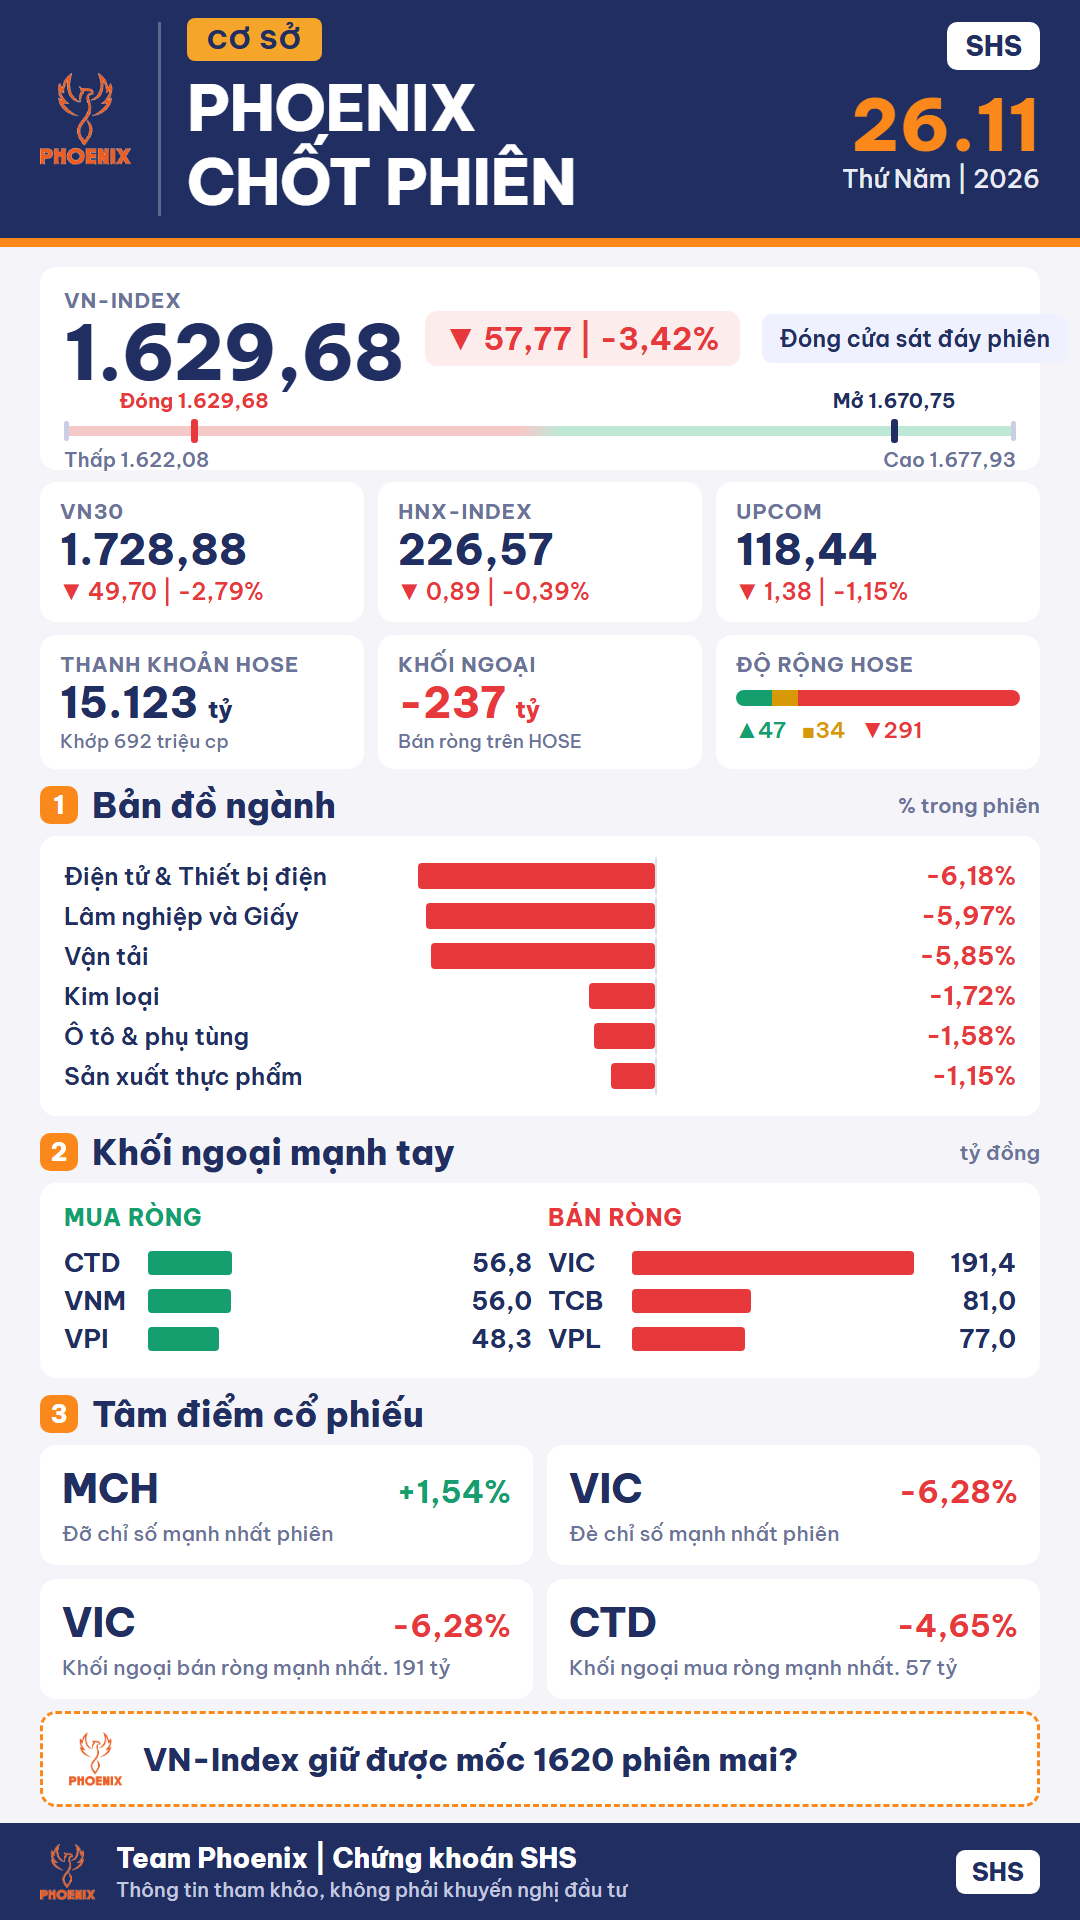 PHOENIX
CƠ SỞ
PHOENIX
CHỐT PHIÊN
SHS
26.11
Thứ Năm | 2026
VN-INDEX
1.629,68
▼ 57,77 | -3,42%
Đóng cửa sát đáy phiên
Đóng 1.629,68
Mở 1.670,75
Thấp 1.622,08
Cao 1.677,93
VN30
1.728,88
▼ 49,70 | -2,79%
HNX-INDEX
226,57
▼ 0,89 | -0,39%
UPCOM
118,44
▼ 1,38 | -1,15%
THANH KHOẢN HOSE
15.123 tỷ
Khớp 692 triệu cp
KHỐI NGOẠI
-237 tỷ
Bán ròng trên HOSE
ĐỘ RỘNG HOSE
▲47 ■34 ▼291
1 Bản đồ ngành
% trong phiên
Điện tử & Thiết bị điện -6,18%
Lâm nghiệp và Giấy -5,97%
Vận tải -5,85%
Kim loại -1,72%
Ô tô & phụ tùng -1,58%
Sản xuất thực phẩm -1,15%
2 Khối ngoại mạnh tay
tỷ đồng
MUA RÒNG
CTD 56,8
VNM 56,0
VPI 48,3
BÁN RÒNG
VIC 191,4
TCB 81,0
VPL 77,0
3 Tâm điểm cổ phiếu
MCH +1,54%
Đỡ chỉ số mạnh nhất phiên
VIC -6,28%
Đè chỉ số mạnh nhất phiên
VIC -6,28%
Khối ngoại bán ròng mạnh nhất. 191 tỷ
CTD -4,65%
Khối ngoại mua ròng mạnh nhất. 57 tỷ
PHOENIX
VN-Index giữ được mốc 1620 phiên mai?
PHOENIX
Team Phoenix | Chứng khoán SHS
Thông tin tham khảo, không phải khuyến nghị đầu tư
SHS